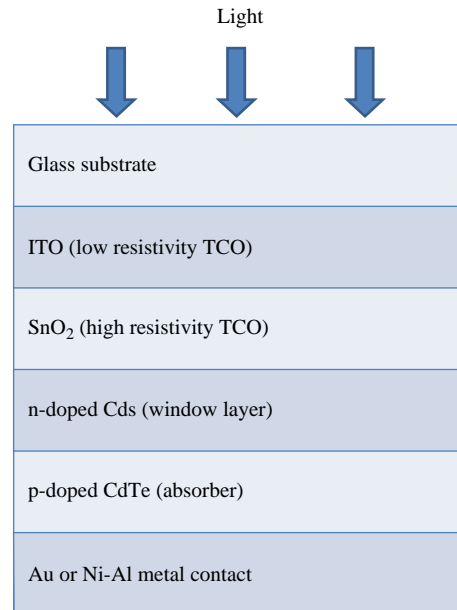 Light
Glass substrate
ITO (low resistivity TCO)
SnO₂ (high resistivity TCO)
n-doped Cds (window layer)
p-doped CdTe (absorber)
Au or Ni-Al metal contact